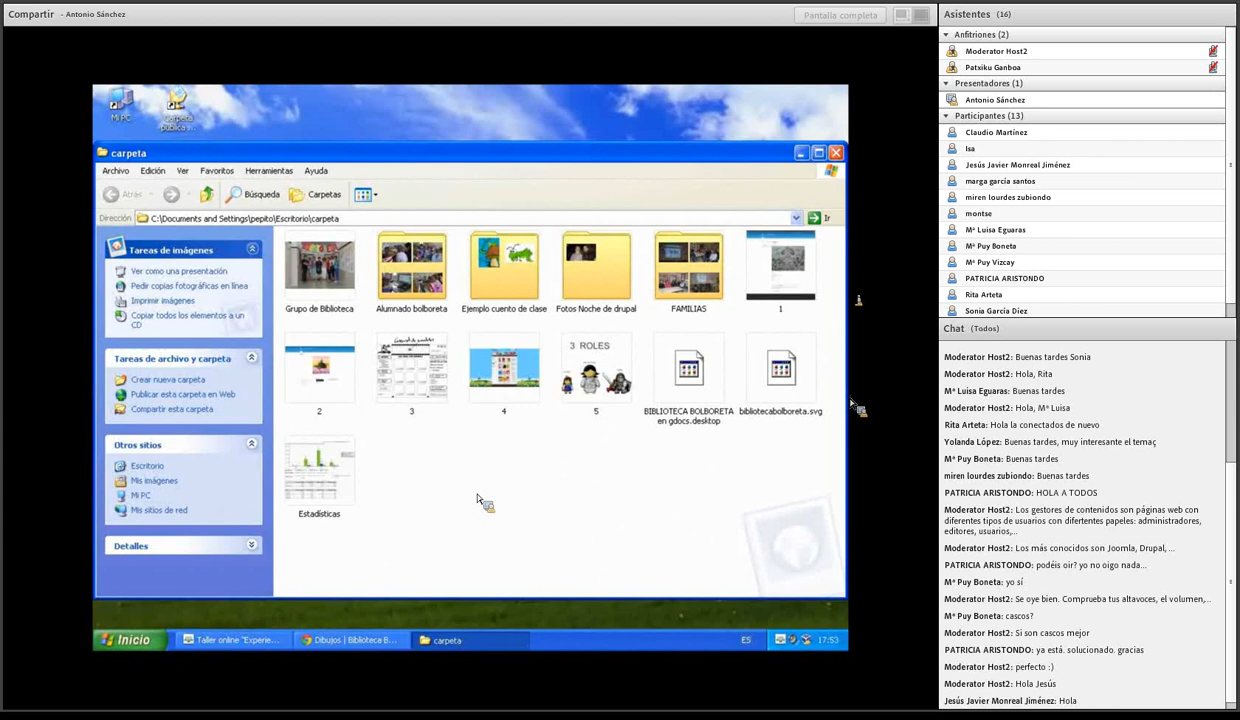 Compartir - Antonio Sánchez
Pantalla completa
Mi PC
Carpeta
pública
carpeta
Archivo Edición Ver Favoritos Herramientas Ayuda
Atrás Búsqueda Carpetas
Dirección C:\Documents and Settings\pepito\Escritorio\carpeta Ir
Tareas de imágenes
Ver como una presentación
Pedir copias fotográficas en línea
Imprimir imágenes
Copiar todos los elementos a un
CD
Tareas de archivo y carpeta
Crear nueva carpeta
Publicar esta carpeta en Web
Compartir esta carpeta
Otros sitios
Escritorio
Mis imágenes
Mi PC
Mis sitios de red
Detalles
Grupo de Biblioteca
Alumnado bolboreta
Ejemplo cuento de clase
Fotos Noche de drupal
FAMILIAS
1
3 ROLES
2
3
4
5
BIBLIOTECA BOLBORETA
en gdocs.desktop
bibliotecabolboreta.svg
Estadísticas
Inicio
Taller online "Experie...
Dibujos | Biblioteca B...
carpeta
ES
17:53
Asistentes (16)
Anfitriones (2)
Moderator Host2
Patxiku Ganboa
Presentadores (1)
Antonio Sánchez
Participantes (13)
Claudio Martínez
Isa
Jesús Javier Monreal Jiménez
marga garcía santos
miren lourdes zubiondo
montse
Mª Luisa Eguaras
Mª Puy Boneta
Mª Puy Vizcay
PATRICIA ARISTONDO
Rita Arteta
Sonia García Díez
Chat (Todos)
Moderator Host2: Buenas tardes Sonia
Moderator Host2: Hola, Rita
Mª Luisa Eguaras: Buenas tardes
Moderator Host2: Hola, Mª Luisa
Rita Arteta: Hola la conectados de nuevo
Yolanda López: Buenas tardes, muy interesante el temaç
Mª Puy Boneta: Buenas tardes
miren lourdes zubiondo: Buenas tardes
PATRICIA ARISTONDO: HOLA A TODOS
Moderator Host2: Los gestores de contenidos son páginas web con
diferentes tipos de usuarios con difertentes papeles: administradores,
editores, usuarios,...
Moderator Host2: Los más conocidos son Joomla, Drupal,...
PATRICIA ARISTONDO: podéis oir? yo no oigo nada...
Mª Puy Boneta: yo sí
Moderator Host2: Se oye bien. Comprueba tus altavoces, el volumen,...
Mª Puy Boneta: cascos?
Moderator Host2: Si son cascos mejor
PATRICIA ARISTONDO: ya está. solucionado. gracias
Moderator Host2: perfecto :)
Moderator Host2: Hola Jesús
Jesús Javier Monreal Jiménez: Hola